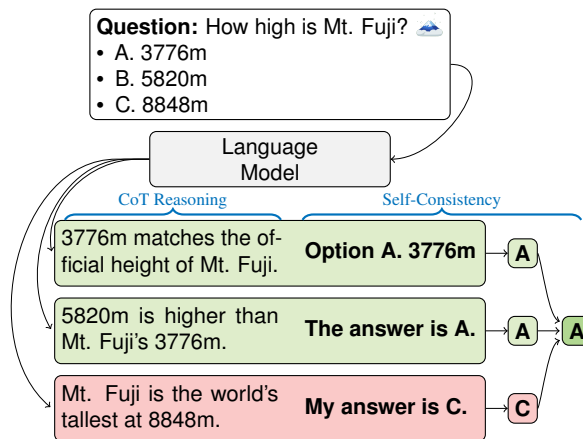 Question: How high is Mt. Fuji? 🗻
• A. 3776m
• B. 5820m
• C. 8848m
Language
Model
CoT Reasoning
Self-Consistency
3776m matches the of-
ficial height of Mt. Fuji.
Option A. 3776m
A
5820m is higher than
Mt. Fuji's 3776m.
The answer is A.
A
A
Mt. Fuji is the world's
tallest at 8848m.
My answer is C.
C